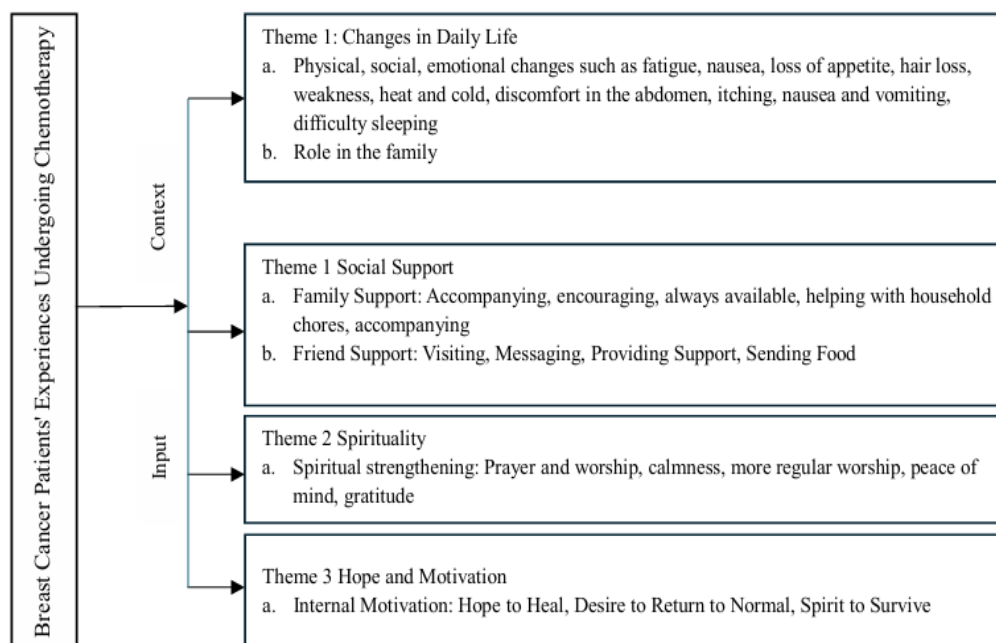 Breast Cancer Patients' Experiences Undergoing Chemotherapy
Context
Theme 1: Changes in Daily Life
a. Physical, social, emotional changes such as fatigue, nausea, loss of appetite, hair loss,
weakness, heat and cold, discomfort in the abdomen, itching, nausea and vomiting,
difficulty sleeping
b. Role in the family
Input
Theme 1 Social Support
a. Family Support: Accompanying, encouraging, always available, helping with household
chores, accompanying
b. Friend Support: Visiting, Messaging, Providing Support, Sending Food
Theme 2 Spirituality
a. Spiritual strengthening: Prayer and worship, calmness, more regular worship, peace of
mind, gratitude
Theme 3 Hope and Motivation
a. Internal Motivation: Hope to Heal, Desire to Return to Normal, Spirit to Survive